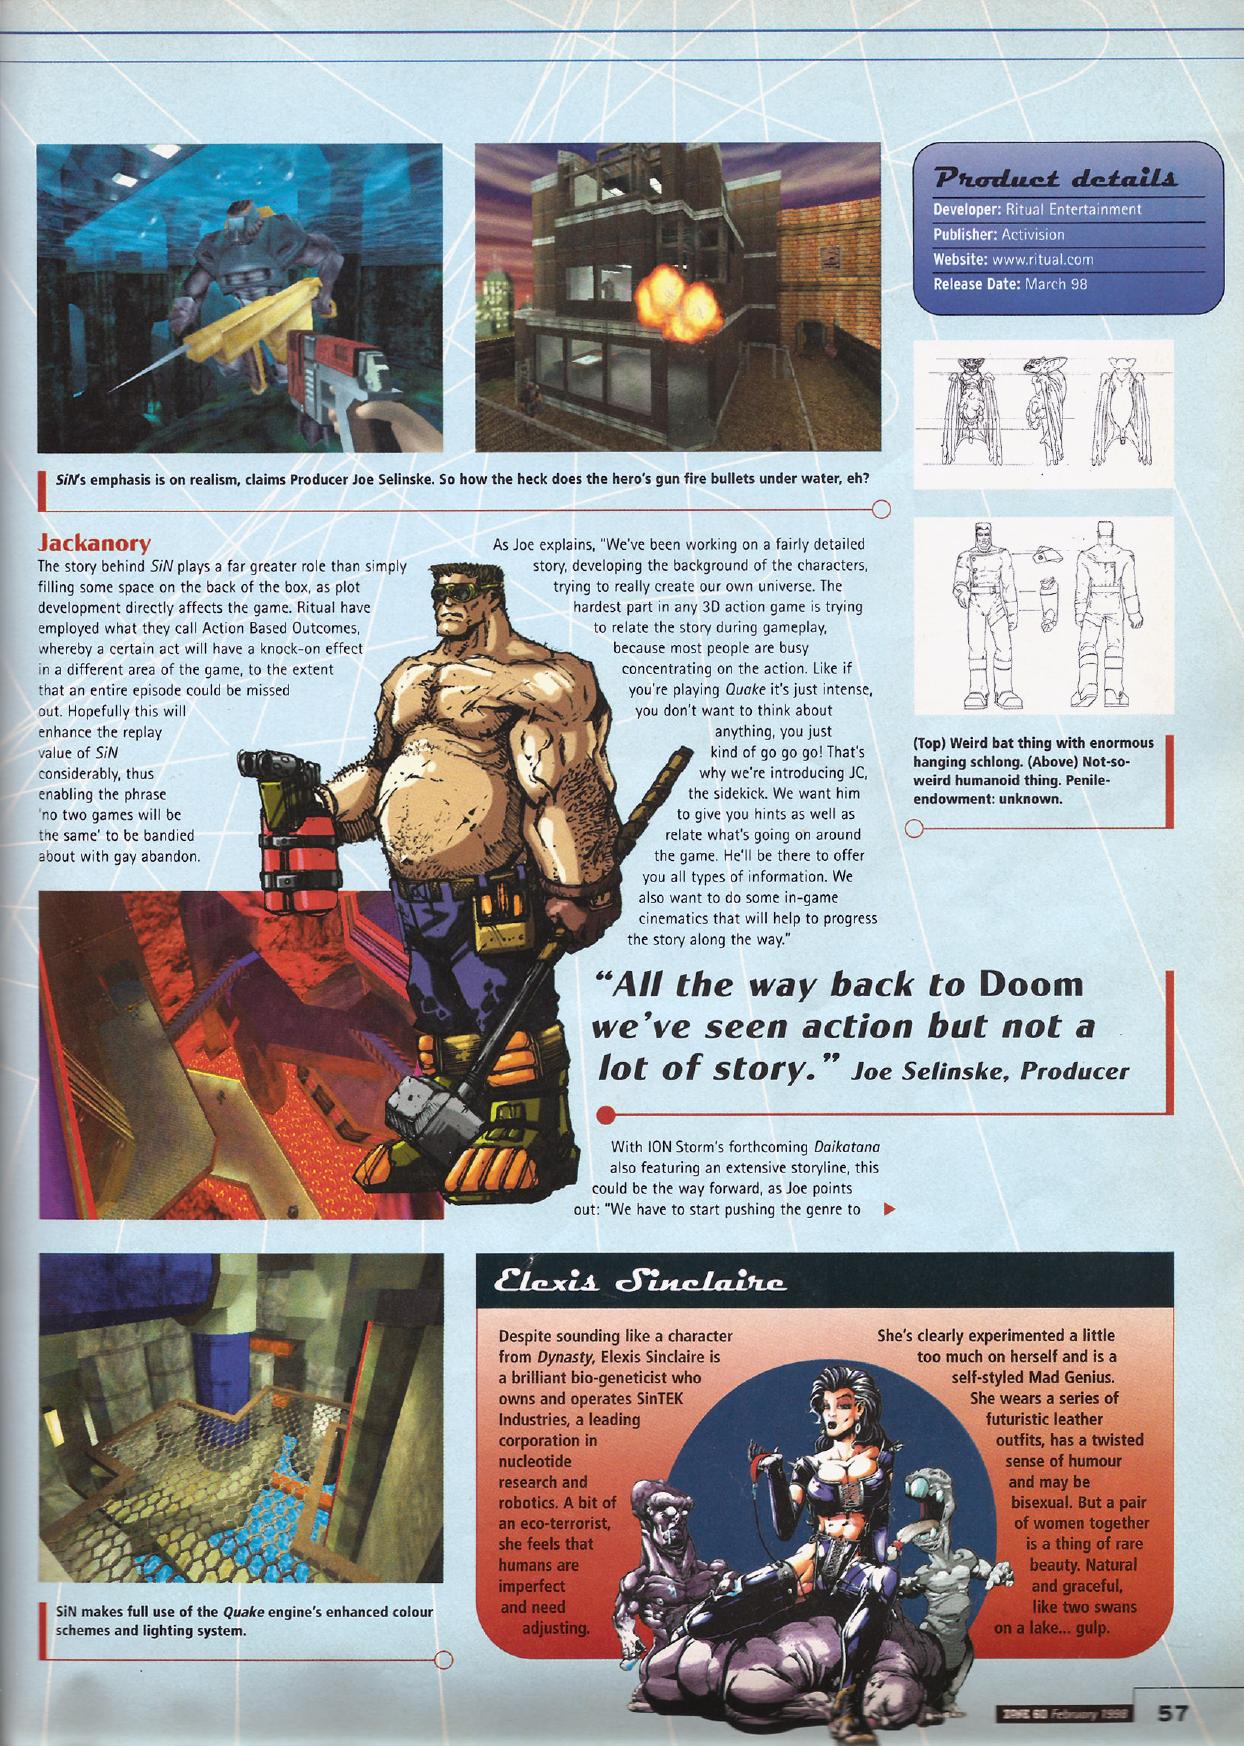 Product details
Developer: Ritual Entertainment
Publisher: Activision
Website: www.ritual.com
Release Date: March 98
SiN's emphasis is on realism, claims Producer Joe Selinske. So how the heck does the hero's gun fire bullets under water, eh?
(Top) Weird bat thing with enormous
hanging schlong. (Above) Not-so-
weird humanoid thing. Penile-
endowment: unknown.
Jackanory
The story behind SiN plays a far greater role than simply
filling some space on the back of the box, as plot
development directly affects the game. Ritual have
employed what they call Action Based Outcomes,
whereby a certain act will have a knock-on effect
in a different area of the game, to the extent
that an entire episode could be missed
out. Hopefully this will
enhance the replay
value of SiN
considerably, thus
enabling the phrase
'no two games will be
the same' to be bandied
about with gay abandon.
As Joe explains, "We've been working on a fairly detailed
story, developing the background of the characters,
trying to really create our own universe. The
hardest part in any 3D action game is trying
to relate the story during gameplay,
because most people are busy
concentrating on the action. Like if
you're playing Quake it's just intense,
you don't want to think about
anything, you just
kind of go go go! That's
why we're introducing JC,
the sidekick. We want him
to give you hints as well as
relate what's going on around
the game. He'll be there to offer
you all types of information. We
also want to do some in-game
cinematics that will help to progress
the story along the way."
"All the way back to Doom
we've seen action but not a
lot of story." Joe Selinske, Producer
With ION Storm's forthcoming Daikatana
also featuring an extensive storyline, this
could be the way forward, as Joe points
out: "We have to start pushing the genre to
SiN makes full use of the Quake engine's enhanced colour
schemes and lighting system.
Elexis Sinclaire
Despite sounding like a character
from Dynasty, Elexis Sinclaire is
a brilliant bio-geneticist who
owns and operates SinTEK
Industries, a leading
corporation in
nucleotide
research and
robotics. A bit of
an eco-terrorist,
she feels that
humans are
imperfect
and need
adjusting.
She's clearly experimented a little
too much on herself and is a
self-styled Mad Genius.
She wears a series of
futuristic leather
outfits, has a twisted
sense of humour
and may be
bisexual. But a pair
of women together
is a thing of rare
beauty. Natural
and graceful,
like two swans
on a lake... gulp.
ZONE 60 February 1998 57